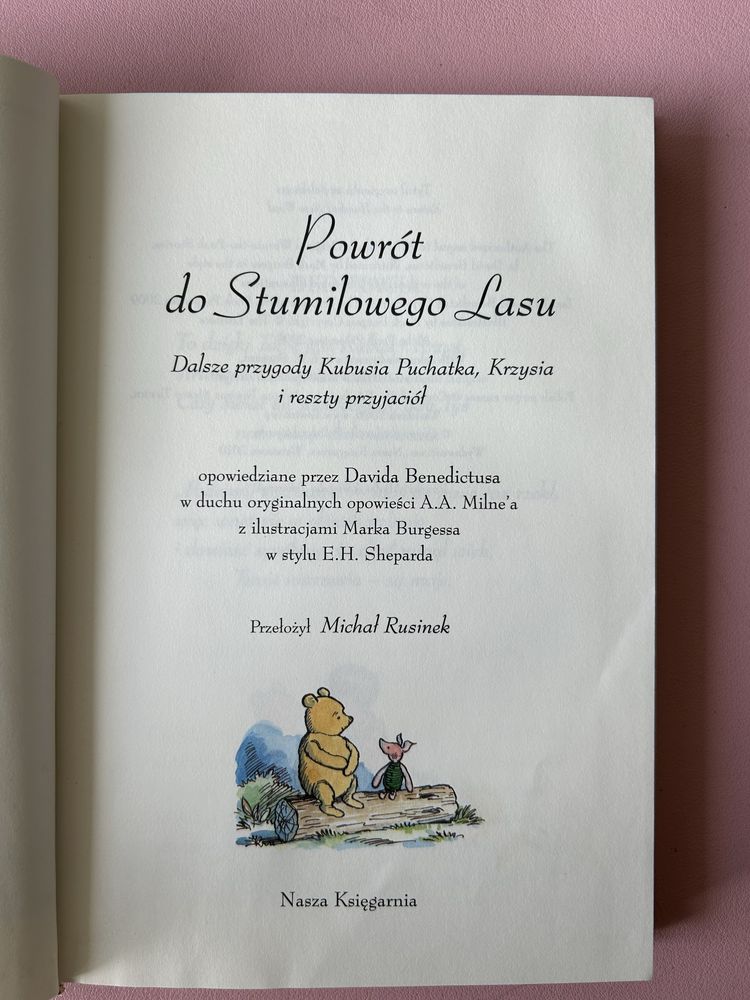 Powrót
do Stumilowego Lasu
Dalsze przygody Kubusia Puchatka, Krzysia
i reszty przyjaciół
opowiedziane przez Davida Benedictusa
w duchu oryginalnych opowieści A.A. Milne'a
z ilustracjami Marka Burgessa
w stylu E.H. Sheparda
Przełożył Michał Rusinek
Nasza Księgarnia